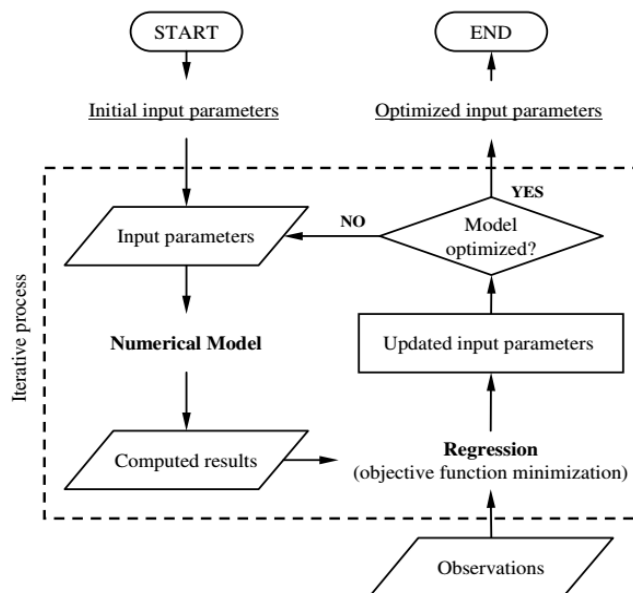 START
END
Initial input parameters
Optimized input parameters
YES
NO
Input parameters
Model
optimized?
Iterative process
Numerical Model
Updated input parameters
Computed results
Regression
(objective function minimization)
Observations